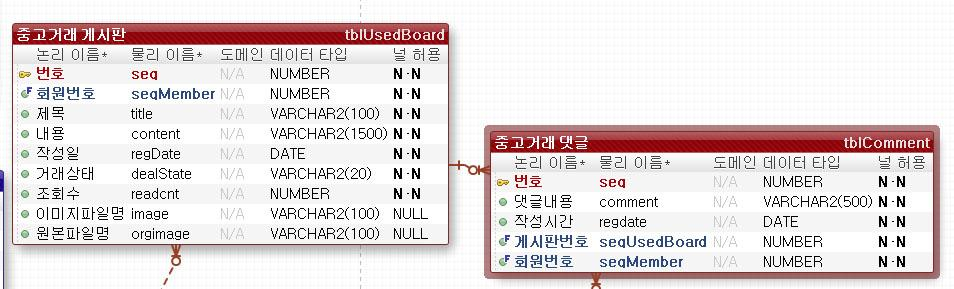 중고거래 게시판 tblUsedBoard
논리 이름* 물리 이름* 도메인 데이터 타입 널 허용
번호 seq N/A NUMBER N·N
회원번호 seqMember N/A NUMBER N·N
제목 title N/A VARCHAR2(100) N·N
내용 content N/A VARCHAR2(1500) N·N
작성일 regDate N/A DATE N·N
거래상태 dealState N/A VARCHAR2(20) N·N
조회수 readcnt N/A NUMBER N·N
이미지파일명 image N/A VARCHAR2(100) NULL
원본파일명 orgimage N/A VARCHAR2(100) NULL
중고거래 댓글 tblComment
논리 이름* 물리 이름* 도메인 데이터 타입 널 허용
번호 seq N/A NUMBER N·N
댓글내용 comment N/A VARCHAR2(500) N·N
작성시간 regdate N/A DATE N·N
게시판번호 seqUsedBoard N/A NUMBER N·N
회원번호 seqMember N/A NUMBER N·N